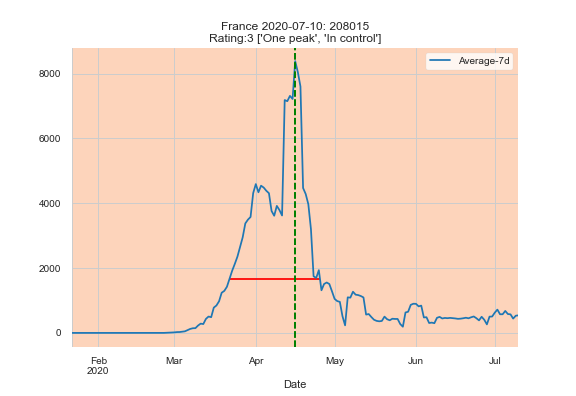 France 2020-07-10: 208015
Rating:3 ['One peak', 'In control']
Average-7d
8000
6000
4000
2000
0
Feb
2020
Mar
Apr
May
Jun
Jul
Date